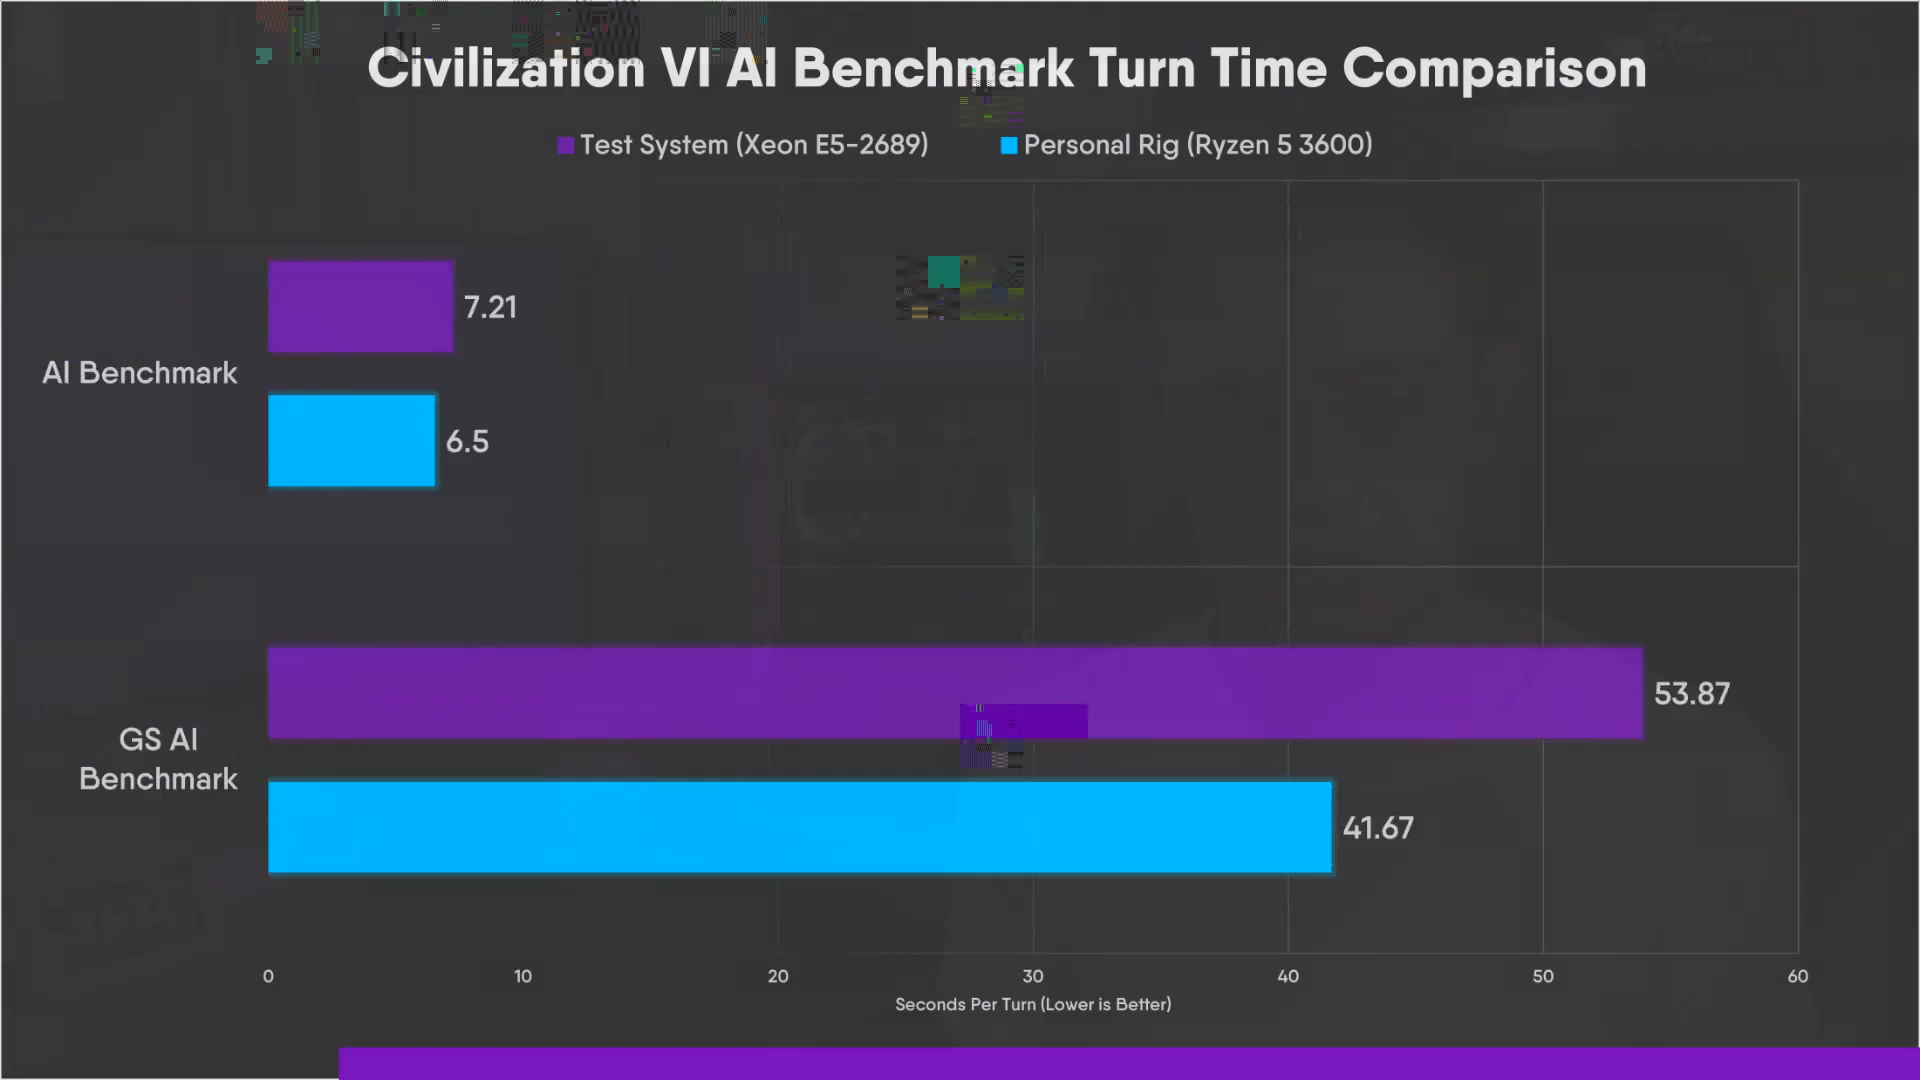 Civilization VI AI Benchmark Turn Time Comparison
Test System (Xeon E5-2689) Personal Rig (Ryzen 5 3600)
7.21
AI Benchmark
6.5
53.87
GS AI
Benchmark
41.67
0 10 20 30 40 50 60
Seconds Per Turn (Lower is Better)